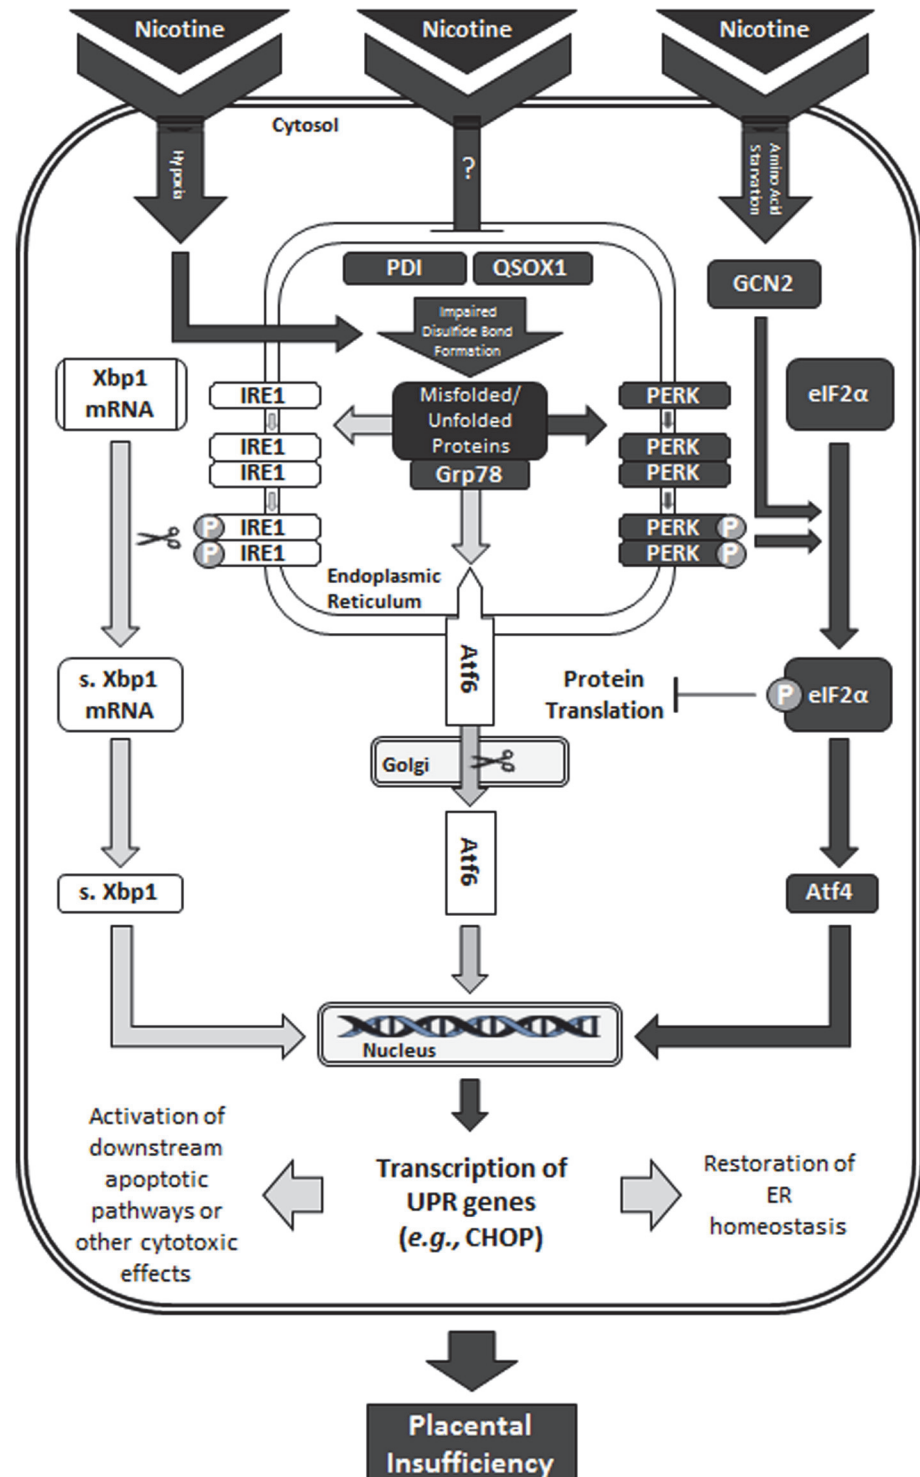 Nicotine
Nicotine
Nicotine
Cytosol
Hypoxia
?
Amino Acid
Starvation
PDI
QSOX1
GCN2
Impaired
Disulfide Bond
Formation
Xbp1
mRNA
IRE1
Misfolded/
Unfolded
Proteins
PERK
eIF2α
IRE1
IRE1
Grp78
PERK
PERK
P
P
IRE1
IRE1
PERK
PERK
P
P
Endoplasmic
Reticulum
Atf6
s. Xbp1
mRNA
Protein
Translation
P
eIF2α
Golgi
Atf6
s. Xbp1
Atf4
Nucleus
Activation of
downstream
apoptotic
pathways or
other cytotoxic
effects
Transcription of
UPR genes
(e.g., CHOP)
Restoration of
ER
homeostasis
Placental
Insufficiency